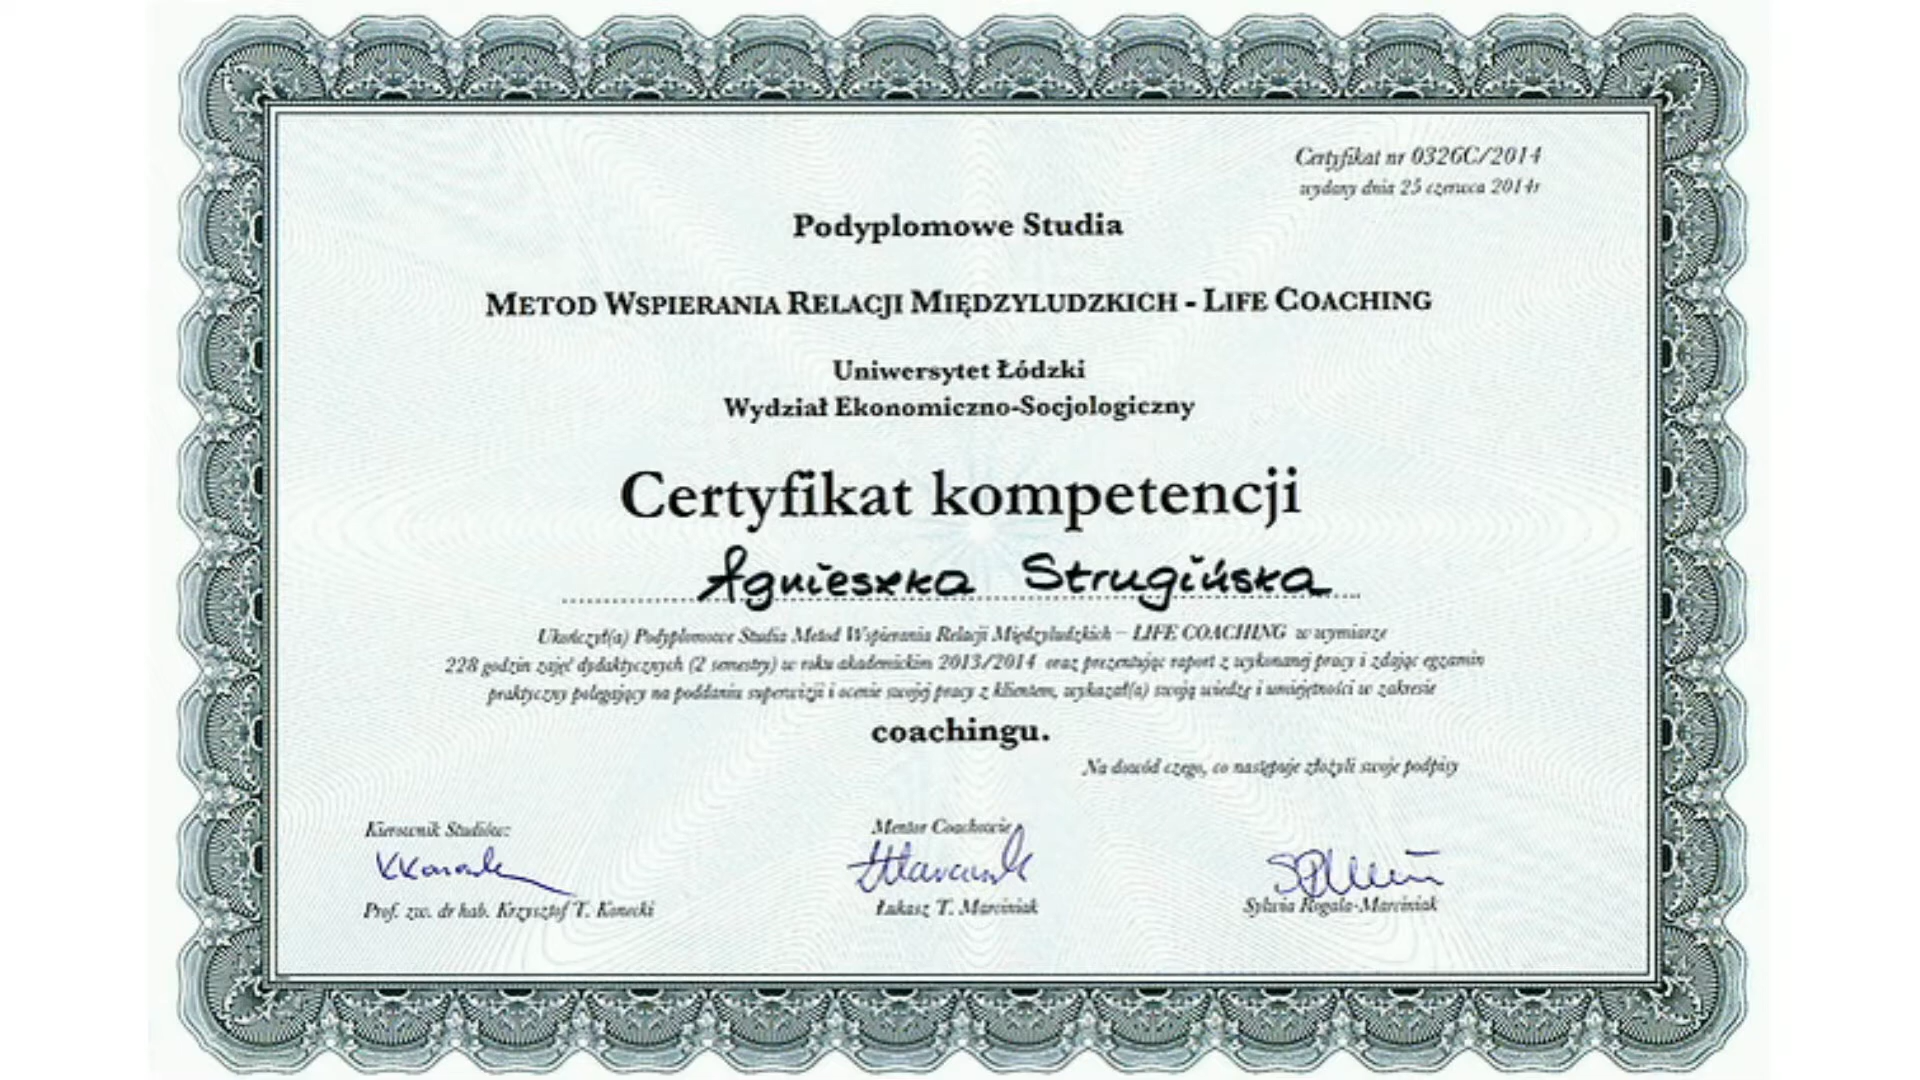 Certyfikat nr 0326C/2014
wydany dnia 25 czerwca 2014r
Podyplomowe Studia
METOD WSPIERANIA RELACJI MIĘDZYLUDZKICH - LIFE COACHING
Uniwersytet Łódzki
Wydział Ekonomiczno-Socjologiczny
Certyfikat kompetencji
Agnieszka Strugińska
Ukończył(a) Podyplomowe Studia Metod Wspierania Relacji Międzyludzkich – LIFE COACHING w wymiarze
228 godzin zajęć dydaktycznych (2 semestry) w roku akademickim 2013/2014 oraz prezentując raport z wykonanej pracy i zdając egzamin
praktyczny polegający na poddaniu superwizji i ocenie swojej pracy z klientem, wykazał(a) swoją wiedzę i umiejętności w zakresie
coachingu.
Na dowód czego, co następuje złożyli swoje podpisy
Kierownik Studiów:
Mentor Coachowie
Prof. zw. dr hab. Krzysztof T. Konecki
Łukasz T. Marciniak
Sylwia Rogala-Marciniak